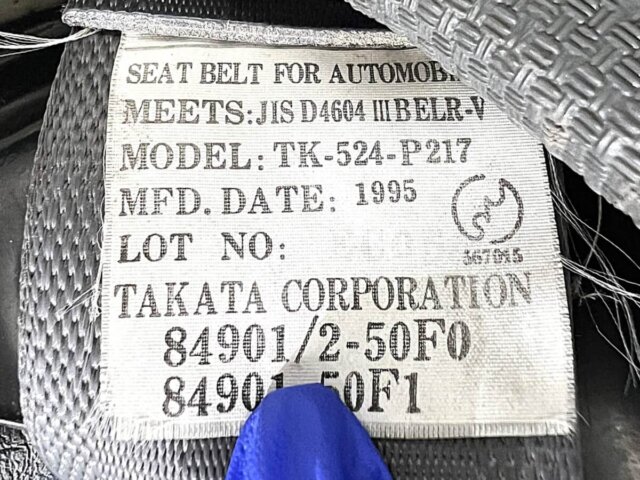 SEAT BELT FOR AUTOMOBI
MEETS: JIS D4604 III BELR-V
MODEL: TK-524-P217
MFD. DATE: 1995
LOT NO:
567015
TAKATA CORPORATION
84901/2-50F0
84901-50F1